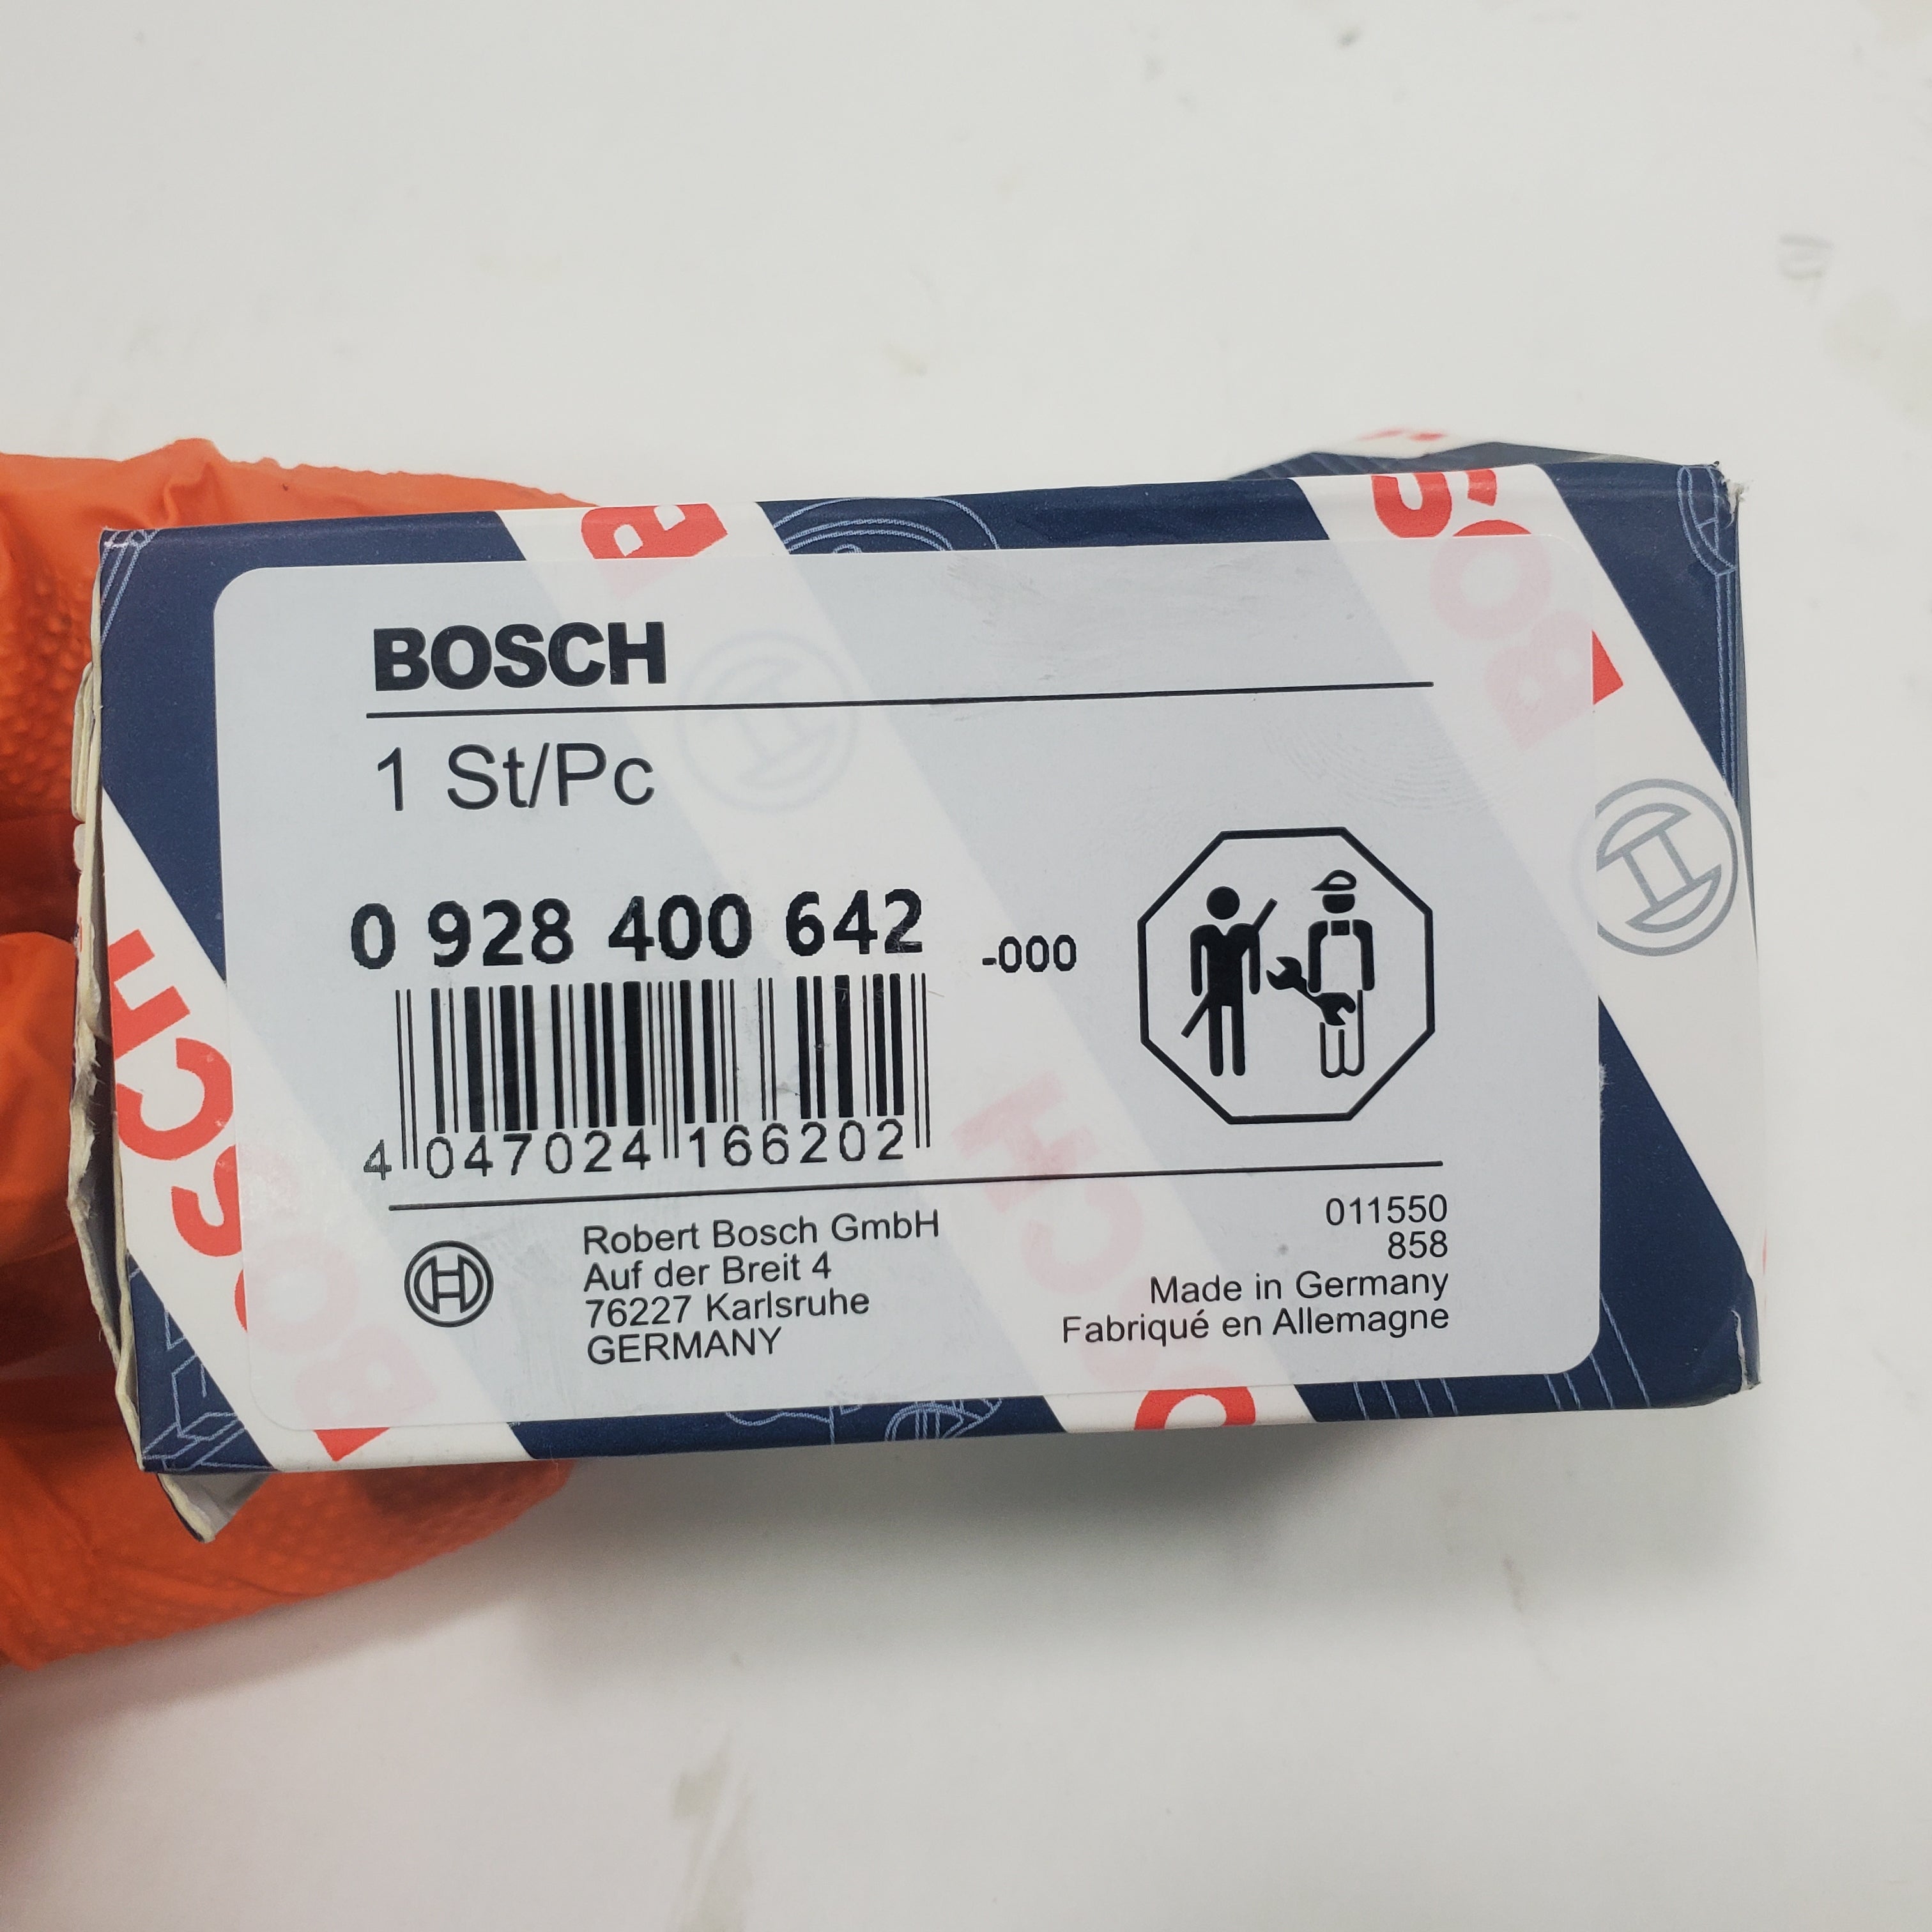 BOSCH
1 St/Pc
0 928 400 642 -000
4 047024 166202
Robert Bosch GmbH
Auf der Breit 4
76227 Karlsruhe
GERMANY
011550
858
Made in Germany
Fabriqué en Allemagne
BOSCH